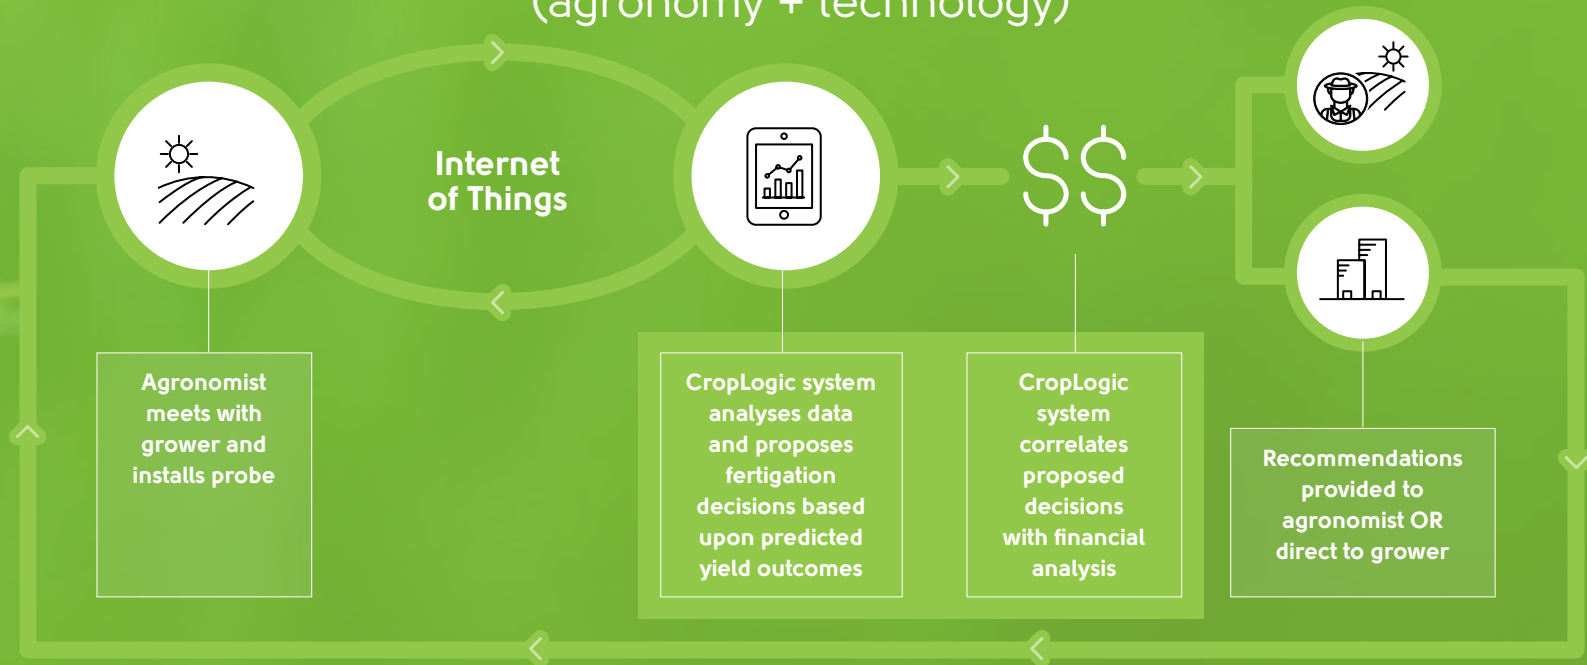 (agronomy + technology)
Internet
of Things
$$
Agronomist
meets with
grower and
installs probe
CropLogic system
analyses data
and proposes
fertigation
decisions based
upon predicted
yield outcomes
CropLogic
system
correlates
proposed
decisions
with financial
analysis
Recommendations
provided to
agronomist OR
direct to grower